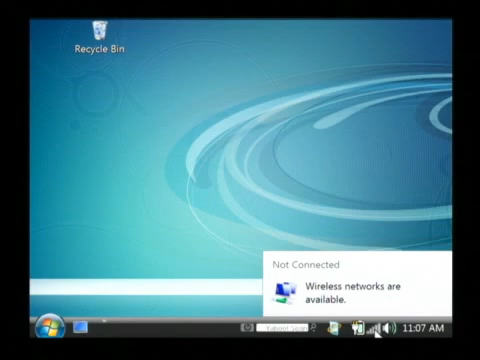 Recycle Bin
Not Connected
Wireless networks are
available.
11:07 AM